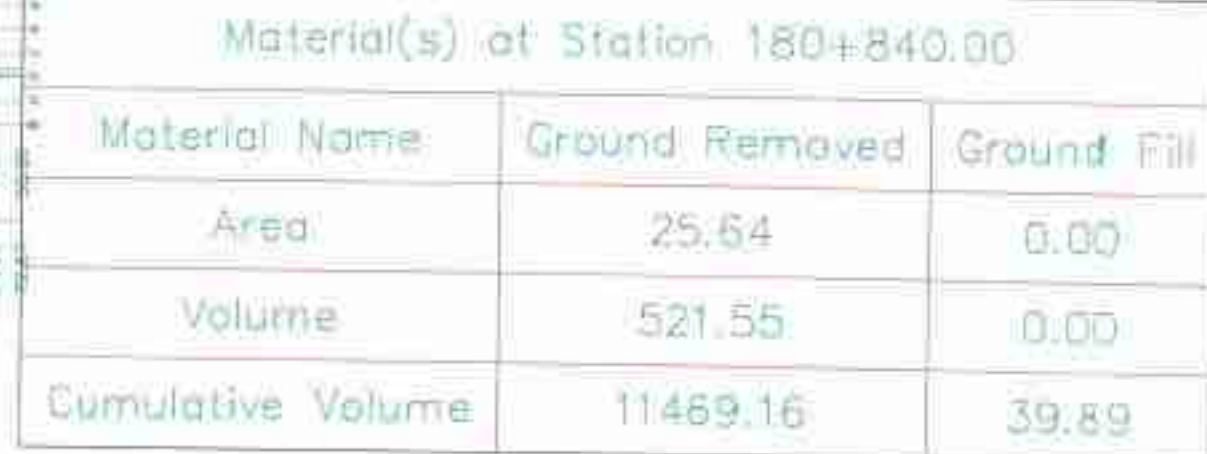 Material(s) at Station 180+840.00
Material Name Ground Removed Ground Fill
Area 25.64 0.00
Volume 521.55 0.00
Cumulative Volume 11469.16 39.89